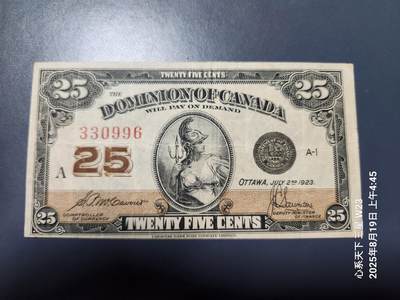 TWENTY FIVE CENTS
25
25
THE
DOMINION OF CANADA
WILL PAY ON DEMAND
330996
A
25
A-1
OTTAWA, JULY 2ND 1923.
COMPTROLLER
OF CURRENCY
DEPUTY MINISTER
OF FINANCE
25
TWENTY FIVE CENTS
25
心系天下
W23
2025年8月19日 上午4:45